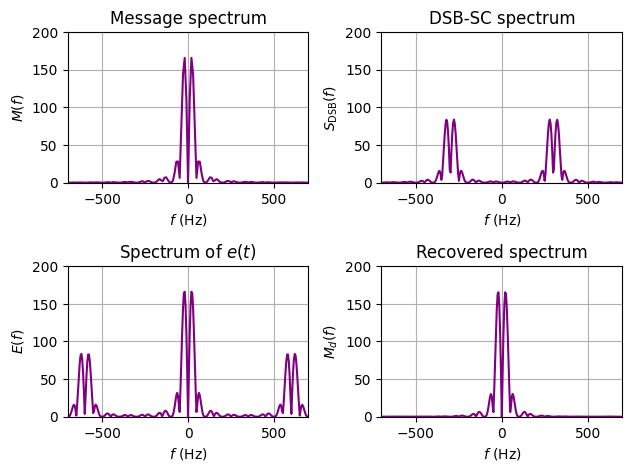 Message spectrum
M(f)
200
150
100
50
0
−500 0 500
f (Hz)
DSB-SC spectrum
S_DSB(f)
200
150
100
50
0
−500 0 500
f (Hz)
Spectrum of e(t)
E(f)
200
150
100
50
0
−500 0 500
f (Hz)
Recovered spectrum
M_d(f)
200
150
100
50
0
−500 0 500
f (Hz)